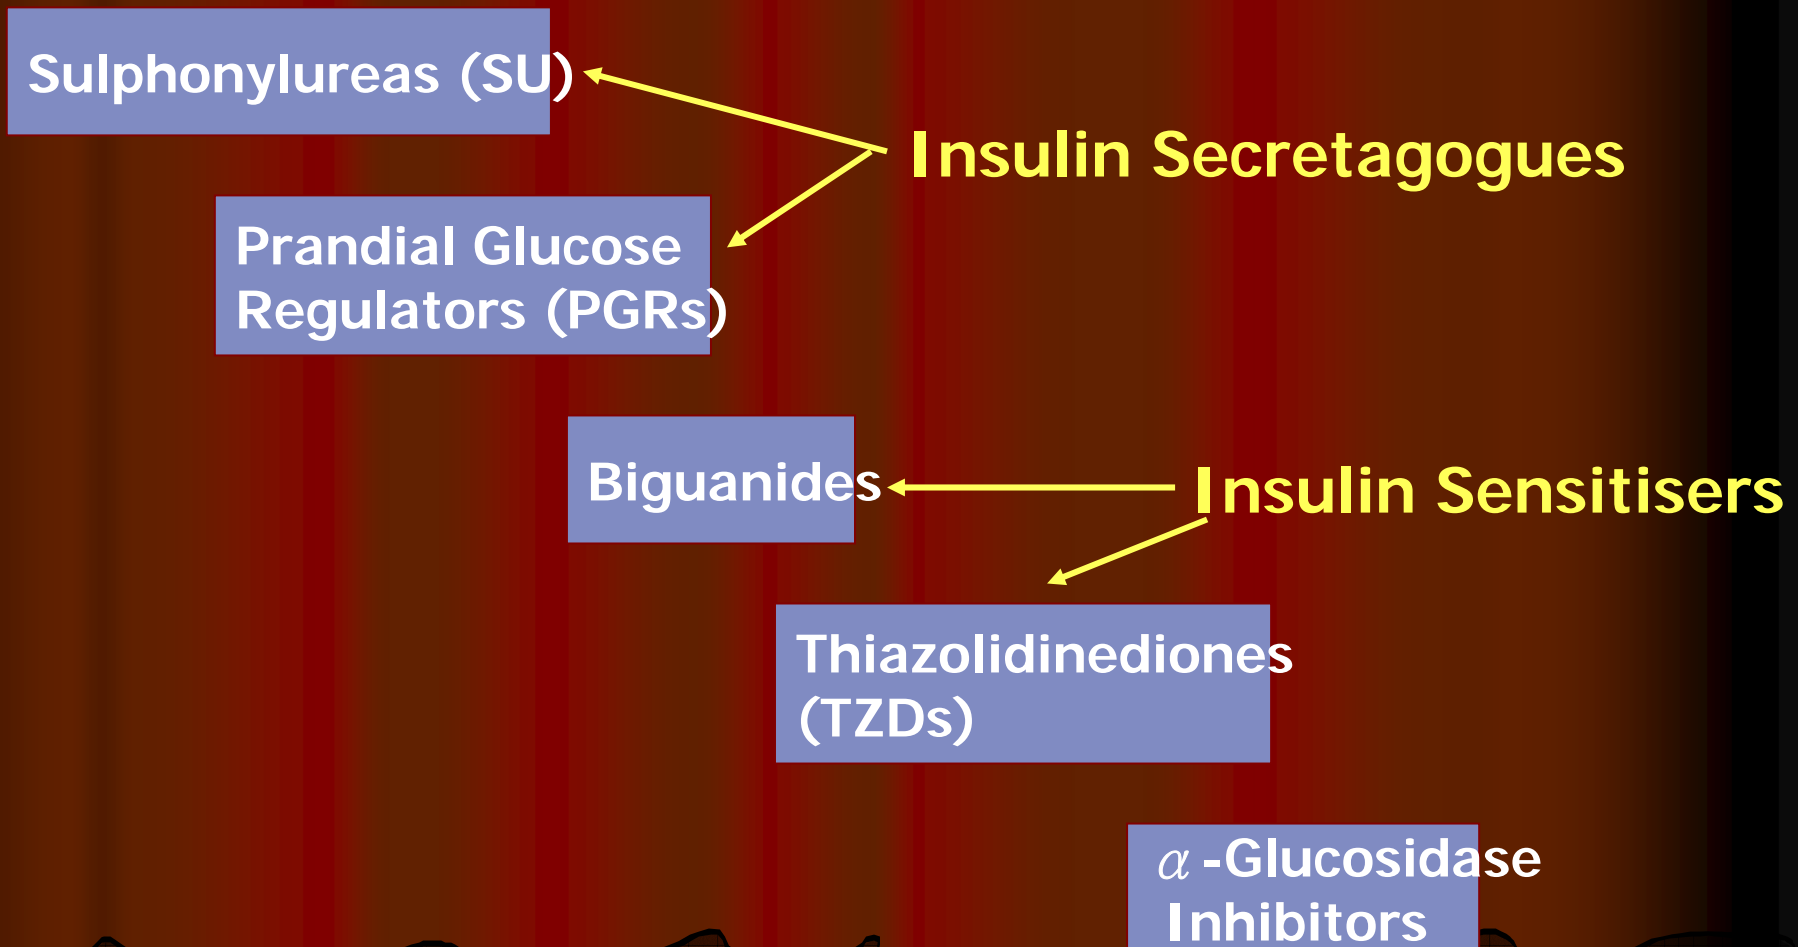 Sulphonylureas (SU)
Insulin Secretagogues
Prandial Glucose
Regulators (PGRs)
Biguanides
Insulin Sensitisers
Thiazolidinediones
(TZDs)
α -Glucosidase
Inhibitors